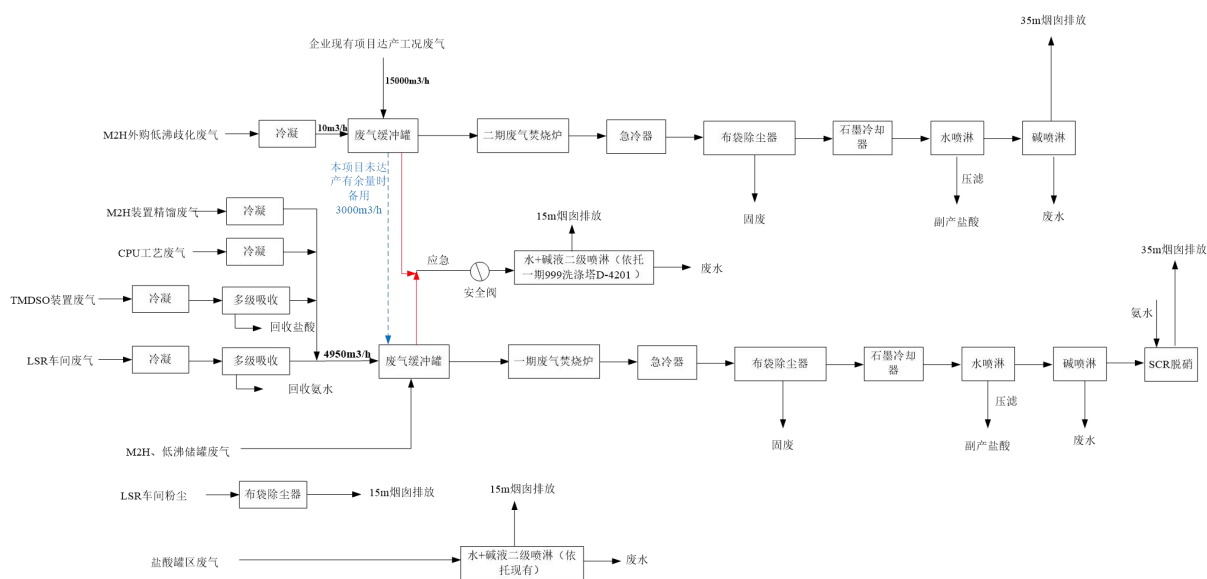 35m烟囱排放
企业现有项目达产工况废气
15000m3/h
M2H外购低沸歧化废气
冷凝
10m3/h
废气缓冲罐
二期废气焚烧炉
急冷器
布袋除尘器
石墨冷却
器
水喷淋
碱喷淋
压滤
固废
副产盐酸
废水
本项目未达
产有余量时
备用
3000m3/h
M2H装置精馏废气
冷凝
CPU工艺废气
冷凝
15m烟囱排放
应急
安全阀
水+碱液二级喷淋（依托
一期999洗涤塔D-4201）
废水
35m烟囱排放
TMDSO装置废气
冷凝
多级吸收
回收盐酸
氨水
LSR车间废气
冷凝
多级吸收
4950m3/h
废气缓冲罐
一期废气焚烧炉
急冷器
布袋除尘器
石墨冷却
器
水喷淋
碱喷淋
SCR脱硝
回收氨水
压滤
固废
副产盐酸
废水
M2H、低沸储罐废气
LSR车间粉尘
布袋除尘器
15m烟囱排放
15m烟囱排放
盐酸罐区废气
水+碱液二级喷淋（依
托现有）
废水